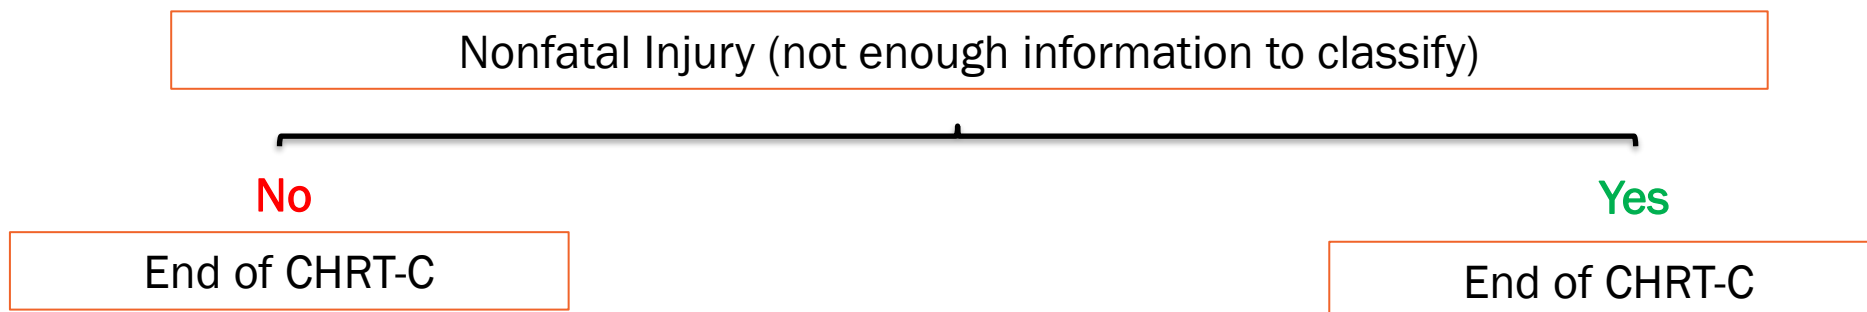 Nonfatal Injury (not enough information to classify)
No
Yes
End of CHRT-C
End of CHRT-C